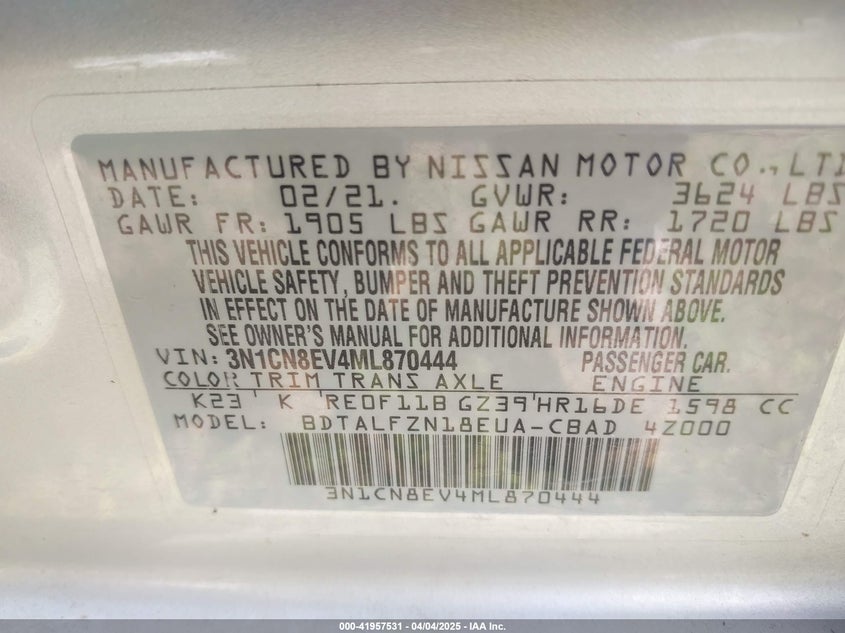 MANUFACTURED BY NISSAN MOTOR CO., LTD
DATE: 02/21. GVWR: 3624 LBS
GAWR FR: 1905 LBS GAWR RR: 1720 LBS
THIS VEHICLE CONFORMS TO ALL APPLICABLE FEDERAL MOTOR
VEHICLE SAFETY, BUMPER AND THEFT PREVENTION STANDARDS
IN EFFECT ON THE DATE OF MANUFACTURE SHOWN ABOVE.
SEE OWNER'S MANUAL FOR ADDITIONAL INFORMATION.
VIN: 3N1CN8EV4ML870444 PASSENGER CAR.
COLOR TRIM TRANS AXLE ENGINE
K23 ' K 'RE0F11B GZ39'HR16DE 1598 CC
MODEL: BDTALFZN18EUA-CBAD 4Z000
3N1CN8EV4ML870444
000-41957531 - 04/04/2025 - IAA Inc.